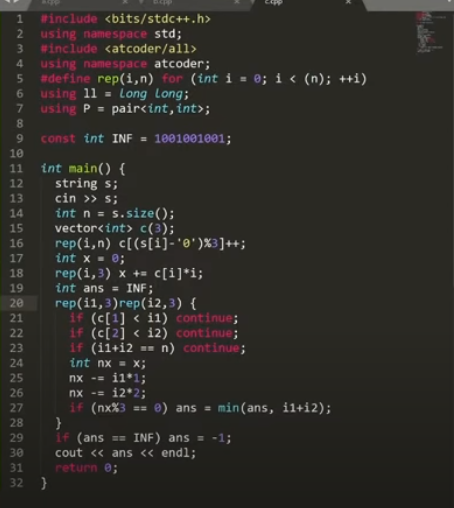 c.cpp
1 #include <bits/stdc++.h>
2 using namespace std;
3 #include <atcoder/all>
4 using namespace atcoder;
5 #define rep(i,n) for (int i = 0; i < (n); ++i)
6 using ll = long long;
7 using P = pair<int,int>;
8
9 const int INF = 1001001001;
10
11 int main() {
12   string s;
13   cin >> s;
14   int n = s.size();
15   vector<int> c(3);
16   rep(i,n) c[(s[i]-'0')%3]++;
17   int x = 0;
18   rep(i,3) x += c[i]*i;
19   int ans = INF;
20   rep(i1,3)rep(i2,3) {
21     if (c[1] < i1) continue;
22     if (c[2] < i2) continue;
23     if (i1+i2 == n) continue;
24     int nx = x;
25     nx -= i1*1;
26     nx -= i2*2;
27     if (nx%3 == 0) ans = min(ans, i1+i2);
28   }
29   if (ans == INF) ans = -1;
30   cout << ans << endl;
31   return 0;
32 }